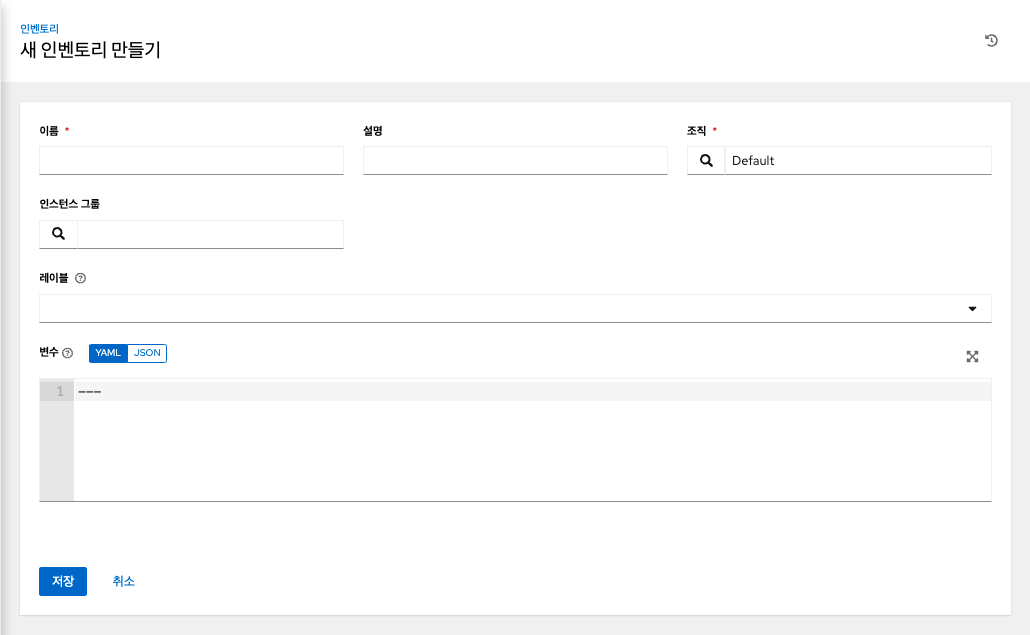 인벤토리
새 인벤토리 만들기
이름 *
설명
조직 *
Default
인스턴스 그룹
레이블
변수 YAML JSON
1 ---
저장 취소